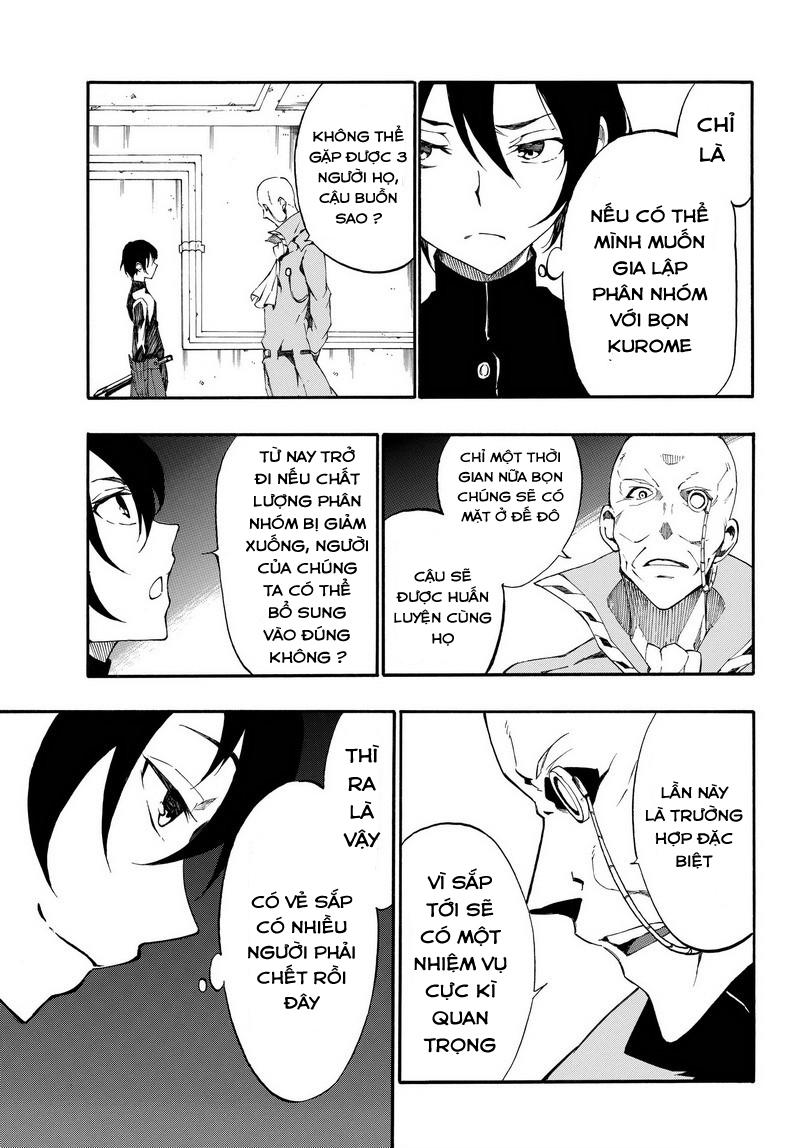 CHỈ
LÀ
NẾU CÓ THỂ
MÌNH MUỐN
GIA LẬP
PHÂN NHÓM
VỚI BỌN
KUROME
KHÔNG THỂ
GẶP ĐƯỢC 3
NGƯỜI HỌ,
CẬU BUỒN
SAO ?
CHỈ MỘT THỜI
GIAN NỮA BỌN
CHÚNG SẼ CÓ
MẶT Ở ĐẾ ĐÔ
CẬU SẼ
ĐƯỢC HUẤN
LUYỆN CÙNG
HỌ
TỪ NAY TRỞ
ĐI NẾU CHẤT
LƯỢNG PHÂN
NHÓM BỊ GIẢM
XUỐNG, NGƯỜI
CỦA CHÚNG
TA CÓ THỂ
BỔ SUNG
VÀO ĐÚNG
KHÔNG ?
LẦN NÀY
LÀ TRƯỜNG
HỢP ĐẶC
BIỆT
VÌ SẮP
TỚI SẼ
CÓ MỘT
NHIỆM VỤ
CỰC KÌ
QUAN
TRỌNG
THÌ
RA
LÀ
VẬY
CÓ VẺ SẮP
CÓ NHIỀU
NGƯỜI PHẢI
CHẾT RỒI
ĐÂY